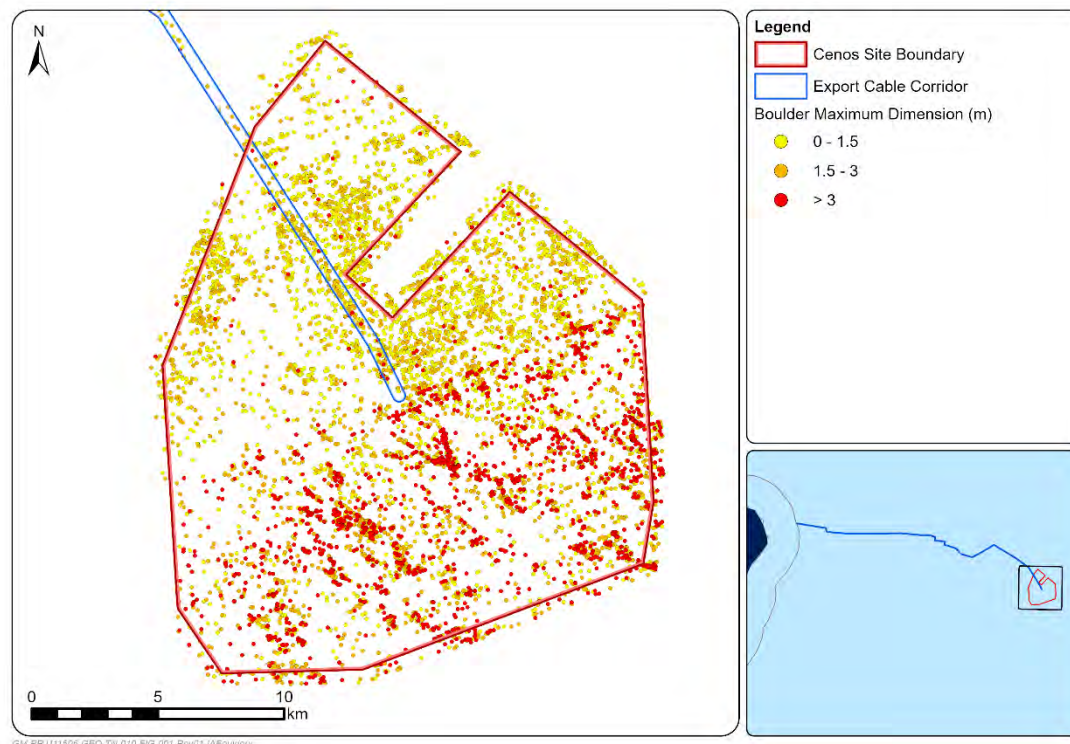 N
0
5
10
km
Legend
Cenos Site Boundary
Export Cable Corridor
Boulder Maximum Dimension (m)
0 - 1.5
1.5 - 3
> 3